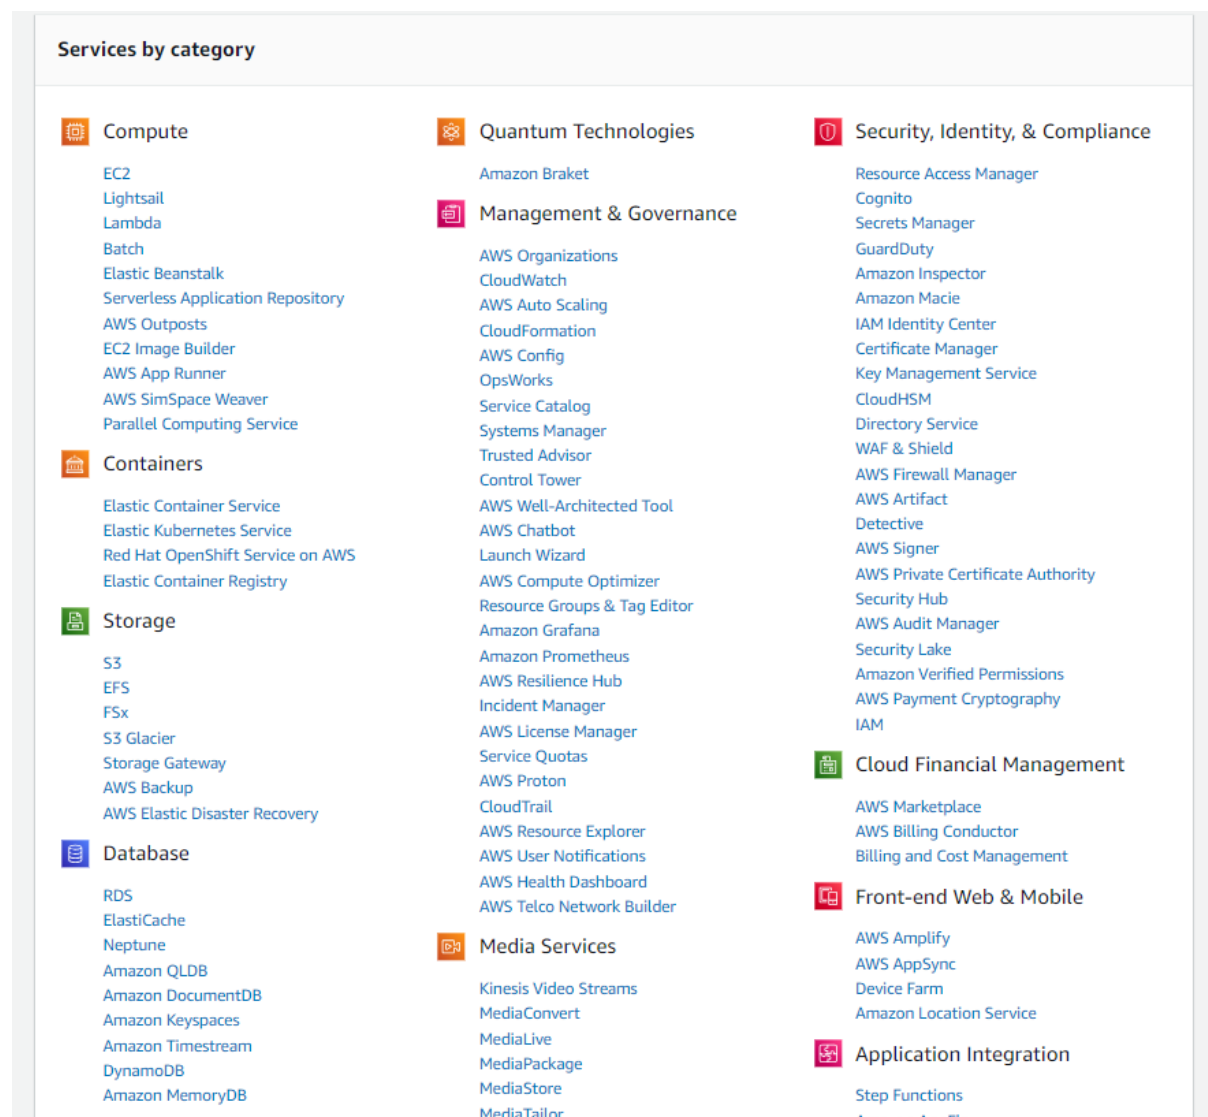 Services by category
Compute
EC2
Lightsail
Lambda
Batch
Elastic Beanstalk
Serverless Application Repository
AWS Outposts
EC2 Image Builder
AWS App Runner
AWS SimSpace Weaver
Parallel Computing Service
Containers
Elastic Container Service
Elastic Kubernetes Service
Red Hat OpenShift Service on AWS
Elastic Container Registry
Storage
S3
EFS
FSx
S3 Glacier
Storage Gateway
AWS Backup
AWS Elastic Disaster Recovery
Database
RDS
ElastiCache
Neptune
Amazon QLDB
Amazon DocumentDB
Amazon Keyspaces
Amazon Timestream
DynamoDB
Amazon MemoryDB
Quantum Technologies
Amazon Braket
Management & Governance
AWS Organizations
CloudWatch
AWS Auto Scaling
CloudFormation
AWS Config
OpsWorks
Service Catalog
Systems Manager
Trusted Advisor
Control Tower
AWS Well-Architected Tool
AWS Chatbot
Launch Wizard
AWS Compute Optimizer
Resource Groups & Tag Editor
Amazon Grafana
Amazon Prometheus
AWS Resilience Hub
Incident Manager
AWS License Manager
Service Quotas
AWS Proton
CloudTrail
AWS Resource Explorer
AWS User Notifications
AWS Health Dashboard
AWS Telco Network Builder
Media Services
Kinesis Video Streams
MediaConvert
MediaLive
MediaPackage
MediaStore
MediaTailor
Security, Identity, & Compliance
Resource Access Manager
Cognito
Secrets Manager
GuardDuty
Amazon Inspector
Amazon Macie
IAM Identity Center
Certificate Manager
Key Management Service
CloudHSM
Directory Service
WAF & Shield
AWS Firewall Manager
AWS Artifact
Detective
AWS Signer
AWS Private Certificate Authority
Security Hub
AWS Audit Manager
Security Lake
Amazon Verified Permissions
AWS Payment Cryptography
IAM
Cloud Financial Management
AWS Marketplace
AWS Billing Conductor
Billing and Cost Management
Front-end Web & Mobile
AWS Amplify
AWS AppSync
Device Farm
Amazon Location Service
Application Integration
Step Functions